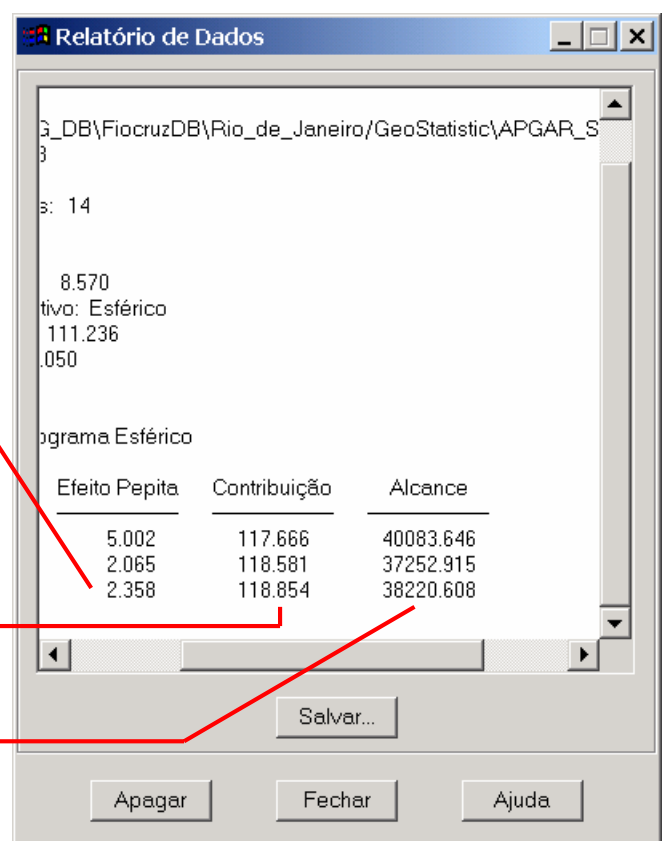 Relatório de Dados
G_DB\FiocruzDB\Rio_de_Janeiro/GeoStatistic\APGAR_S
s: 14
8.570
tivo: Esférico
111.236
.050
ograma Esférico
Efeito Pepita Contribuição Alcance
5.002 117.666 40083.646
2.065 118.581 37252.915
2.358 118.854 38220.608
Salvar...
Apagar Fechar Ajuda